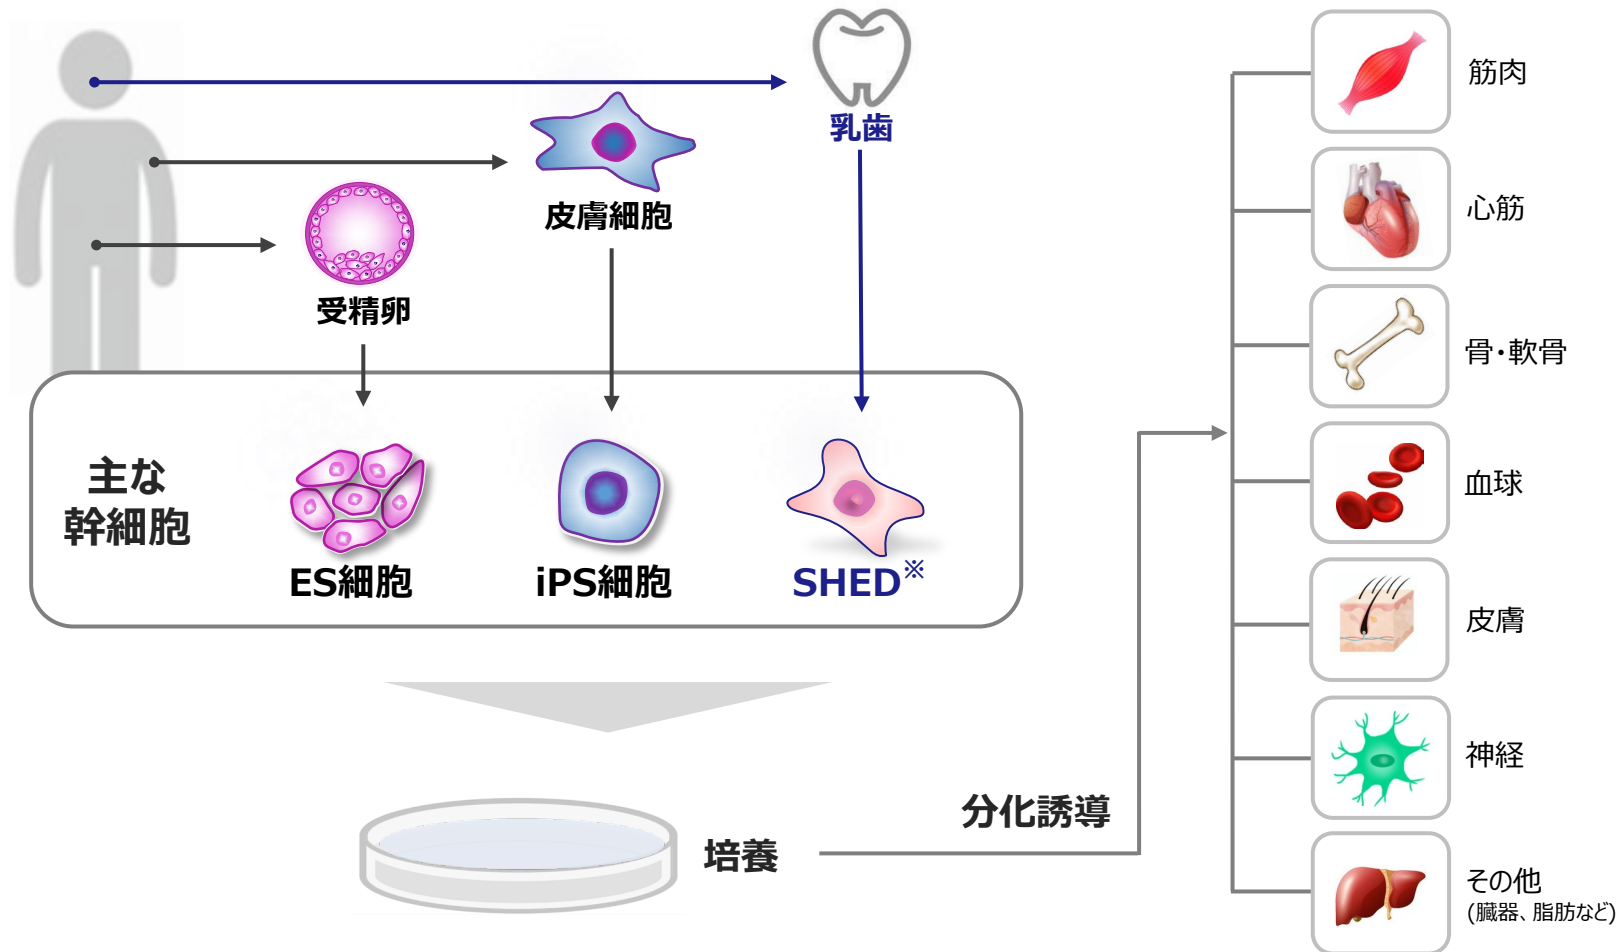 乳歯
皮膚細胞
受精卵
主な
幹細胞
ES細胞
iPS細胞
SHED※
培養
分化誘導
筋肉
心筋
骨・軟骨
血球
皮膚
神経
その他
(臓器、脂肪など)